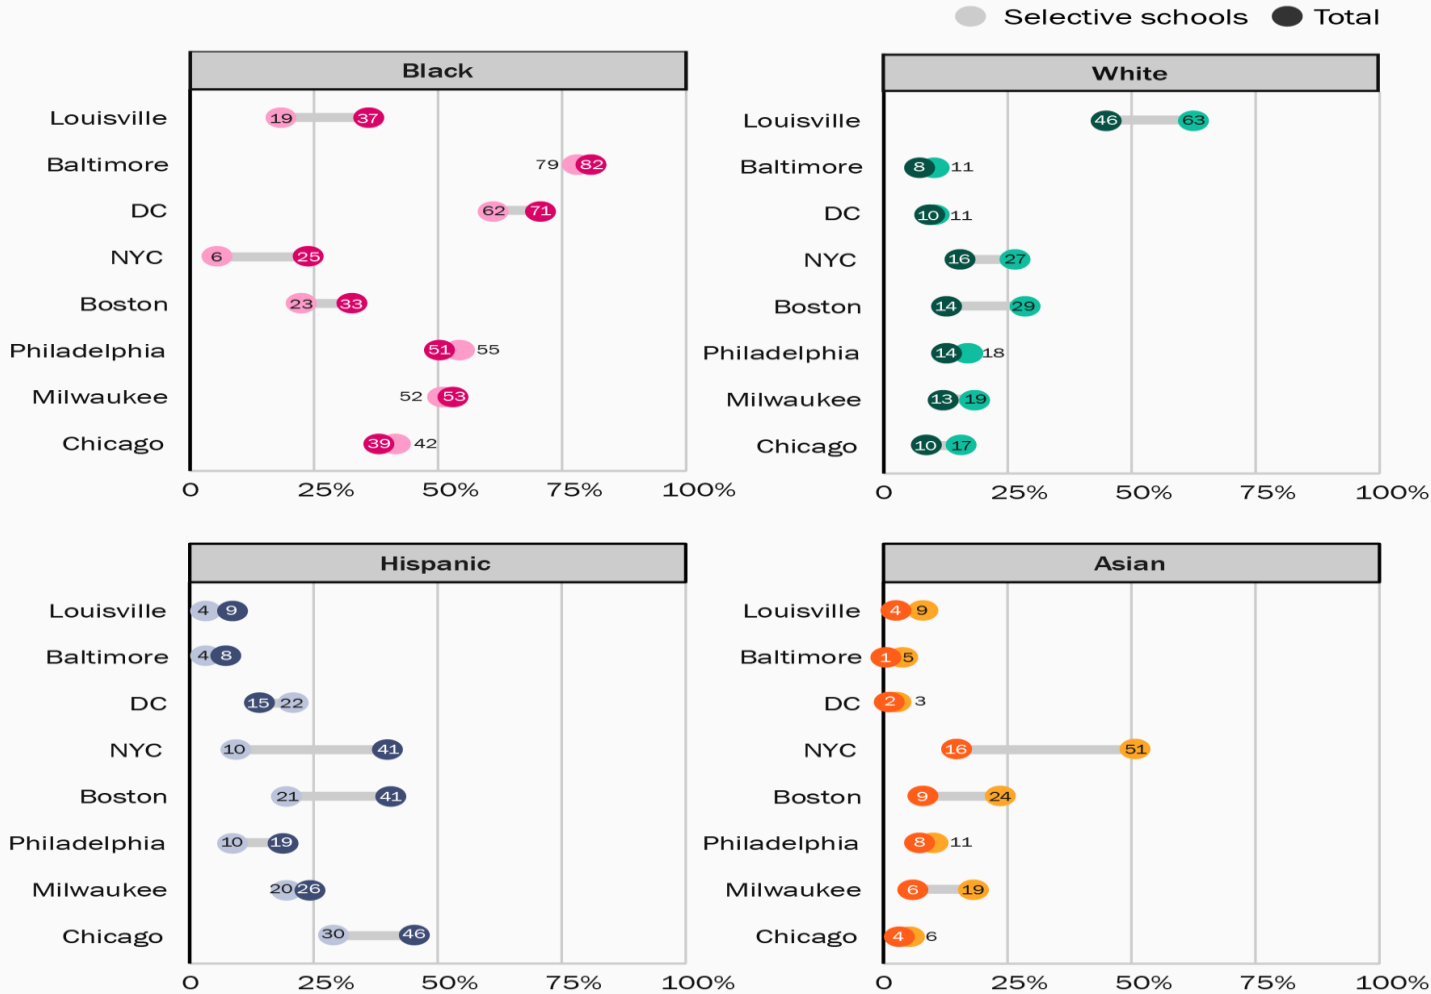 Selective schools Total
Black
Louisville 19 37
Baltimore 79 82
DC 62 71
NYC 6 25
Boston 23 33
Philadelphia 51 55
Milwaukee 52 53
Chicago 39 42
0 25% 50% 75% 100%
White
Louisville 46 63
Baltimore 8 11
DC 10 11
NYC 16 27
Boston 14 29
Philadelphia 14 18
Milwaukee 13 19
Chicago 10 17
0 25% 50% 75% 100%
Hispanic
Louisville 4 9
Baltimore 4 8
DC 15 22
NYC 10 41
Boston 21 41
Philadelphia 10 19
Milwaukee 20 26
Chicago 30 46
0 25% 50% 75% 100%
Asian
Louisville 4 9
Baltimore 1 5
DC 2 3
NYC 16 51
Boston 9 24
Philadelphia 8 11
Milwaukee 6 19
Chicago 4 6
0 25% 50% 75% 100%